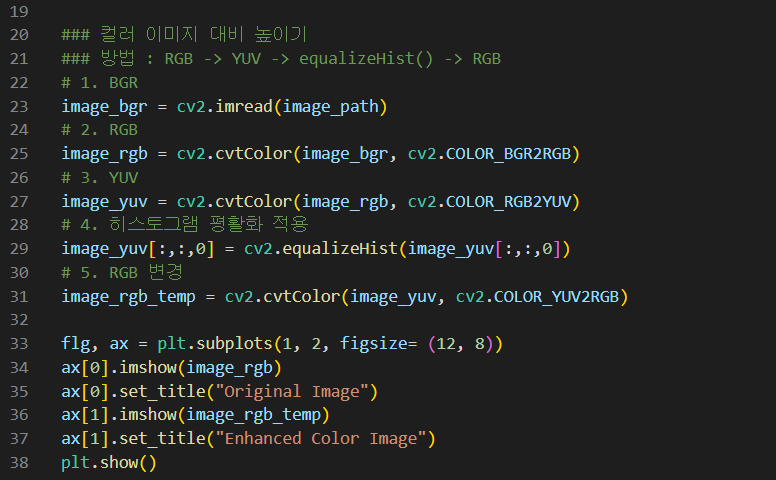 19
20 ### 컬러 이미지 대비 높이기
21 ### 방법 : RGB -> YUV -> equalizeHist() -> RGB
22 # 1. BGR
23 image_bgr = cv2.imread(image_path)
24 # 2. RGB
25 image_rgb = cv2.cvtColor(image_bgr, cv2.COLOR_BGR2RGB)
26 # 3. YUV
27 image_yuv = cv2.cvtColor(image_rgb, cv2.COLOR_RGB2YUV)
28 # 4. 히스토그램 평활화 적용
29 image_yuv[:,:,0] = cv2.equalizeHist(image_yuv[:,:,0])
30 # 5. RGB 변경
31 image_rgb_temp = cv2.cvtColor(image_yuv, cv2.COLOR_YUV2RGB)
32
33 flg, ax = plt.subplots(1, 2, figsize= (12, 8))
34 ax[0].imshow(image_rgb)
35 ax[0].set_title("Original Image")
36 ax[1].imshow(image_rgb_temp)
37 ax[1].set_title("Enhanced Color Image")
38 plt.show()